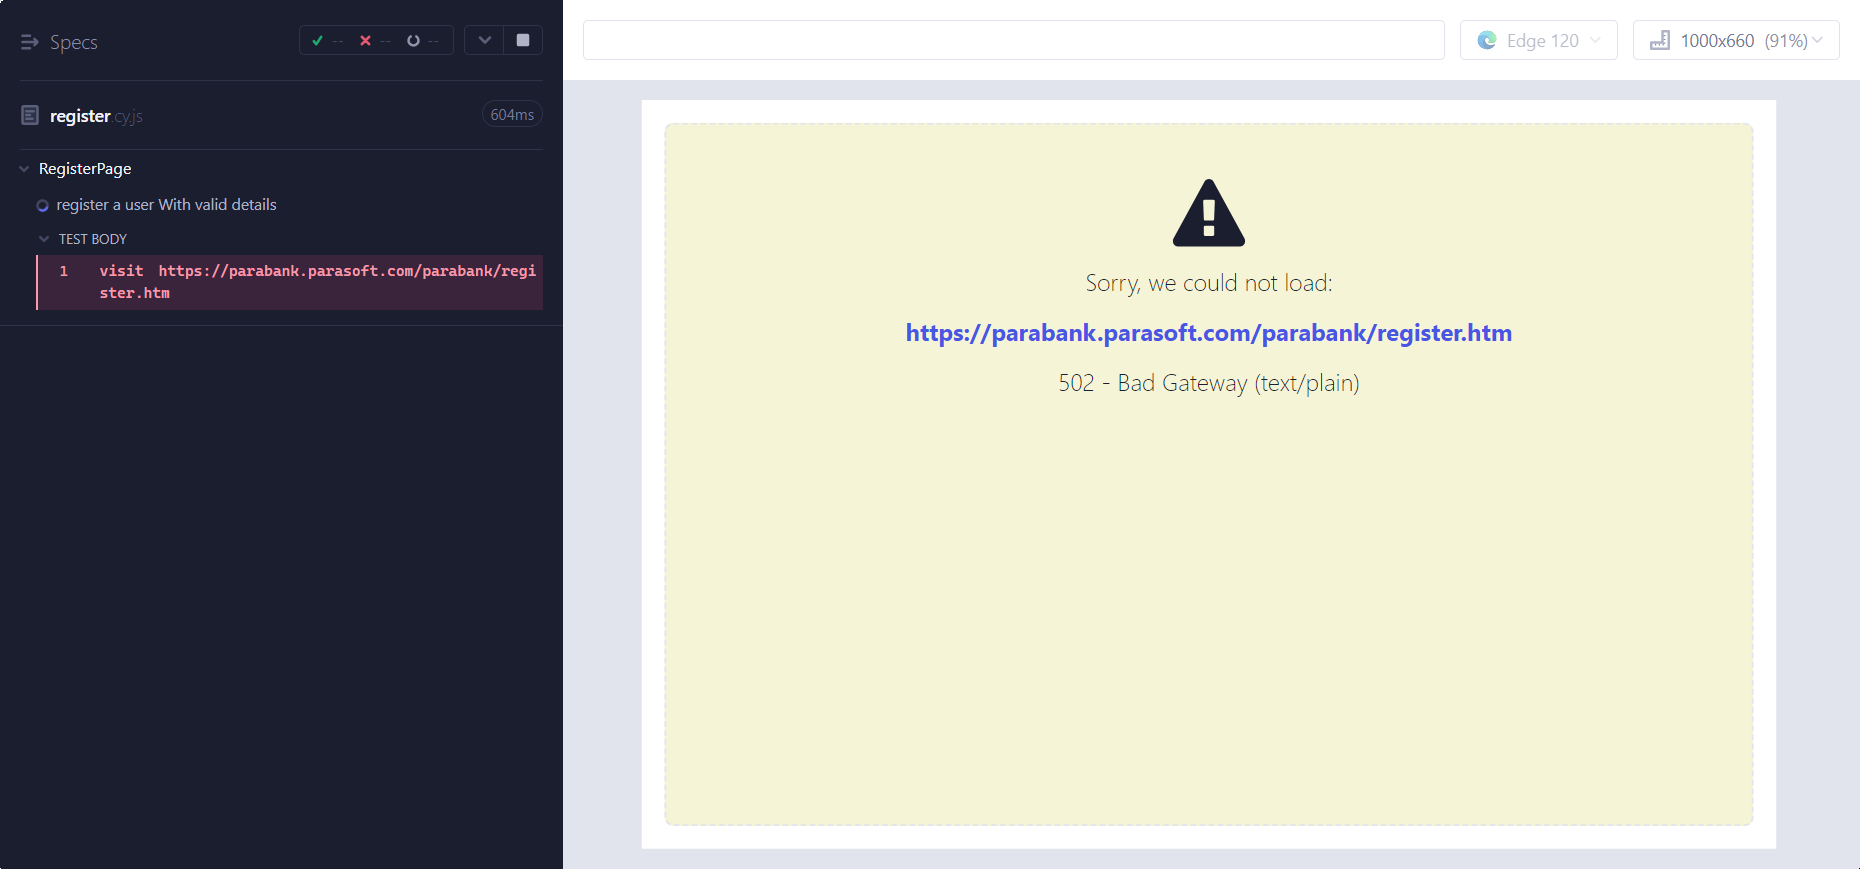 Specs
-- -- --
Edge 120
1000x660 (91%)
register.cy.js
604ms
RegisterPage
register a user With valid details
TEST BODY
1 visit https://parabank.parasoft.com/parabank/regi
ster.htm
Sorry, we could not load:
https://parabank.parasoft.com/parabank/register.htm
502 - Bad Gateway (text/plain)